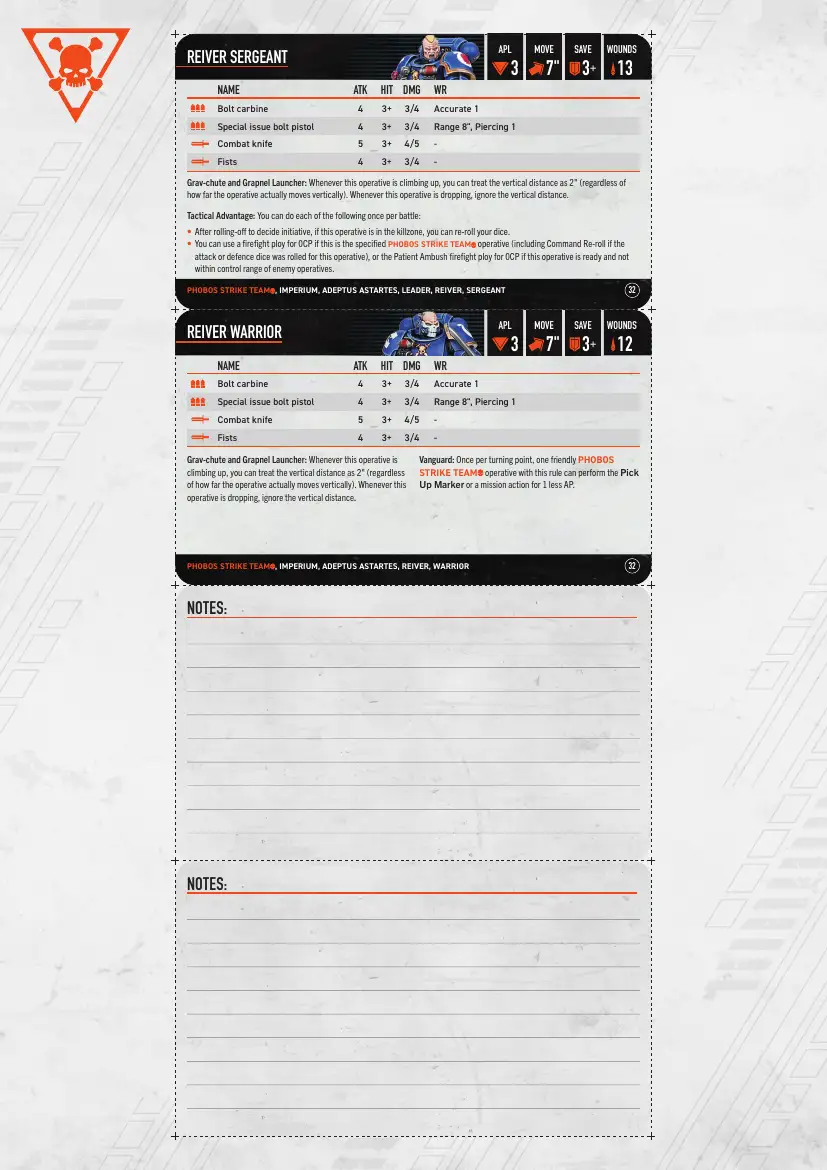 REIVER SERGEANT
APL MOVE SAVE WOUNDS
3 7" 3+ 13
NAME ATK HIT DMG WR
Bolt carbine 4 3+ 3/4 Accurate 1
Special issue bolt pistol 4 3+ 3/4 Range 8", Piercing 1
Combat knife 5 3+ 4/5 -
Fists 4 3+ 3/4 -
Grav-chute and Grapnel Launcher: Whenever this operative is climbing up, you can treat the vertical distance as 2" (regardless of
how far the operative actually moves vertically). Whenever this operative is dropping, ignore the vertical distance.
Tactical Advantage: You can do each of the following once per battle:
• After rolling-off to decide initiative, if this operative is in the killzone, you can re-roll your dice.
• You can use a firefight ploy for 0CP if this is the specified PHOBOS STRIKE TEAM operative (including Command Re-roll if the
attack or defence dice was rolled for this operative), or the Patient Ambush firefight ploy for 0CP if this operative is ready and not
within control range of enemy operatives.
PHOBOS STRIKE TEAM, IMPERIUM, ADEPTUS ASTARTES, LEADER, REIVER, SERGEANT 32
REIVER WARRIOR
APL MOVE SAVE WOUNDS
3 7" 3+ 12
NAME ATK HIT DMG WR
Bolt carbine 4 3+ 3/4 Accurate 1
Special issue bolt pistol 4 3+ 3/4 Range 8", Piercing 1
Combat knife 5 3+ 4/5 -
Fists 4 3+ 3/4 -
Grav-chute and Grapnel Launcher: Whenever this operative is
climbing up, you can treat the vertical distance as 2" (regardless
of how far the operative actually moves vertically). Whenever this
operative is dropping, ignore the vertical distance.
Vanguard: Once per turning point, one friendly PHOBOS
STRIKE TEAM operative with this rule can perform the Pick
Up Marker or a mission action for 1 less AP.
PHOBOS STRIKE TEAM, IMPERIUM, ADEPTUS ASTARTES, REIVER, WARRIOR 32
NOTES:
NOTES: